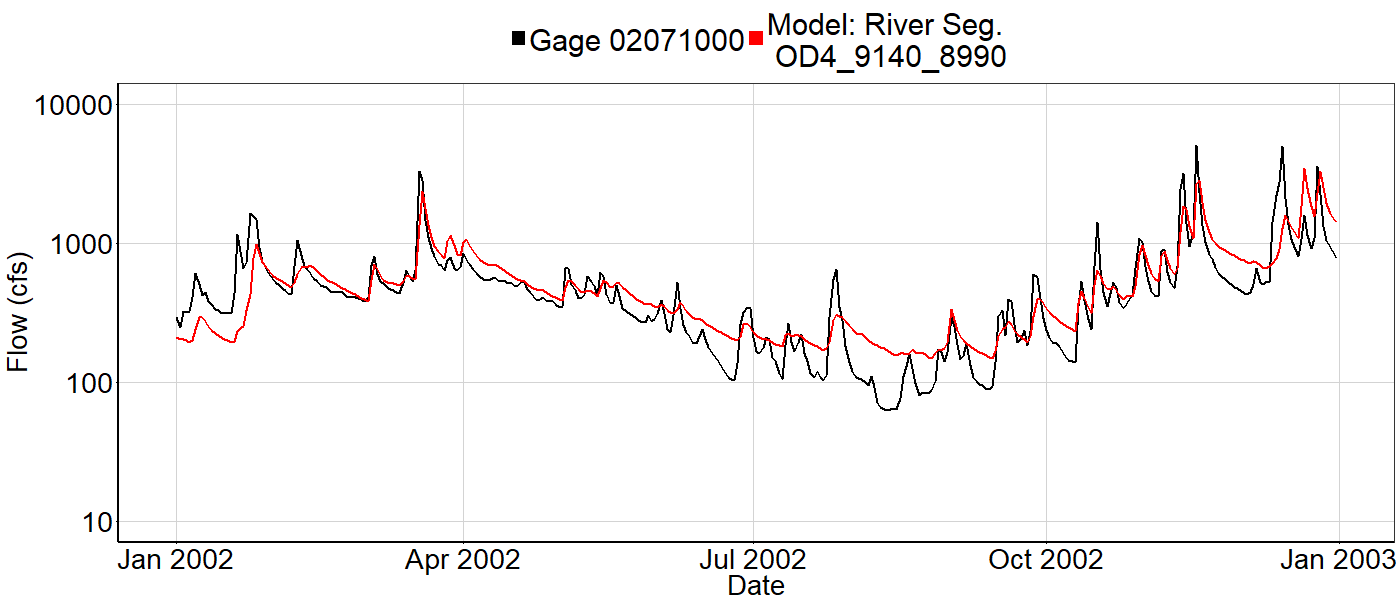 Gage 02071000
Model: River Seg.
OD4_9140_8990
10000
1000
100
10
Flow (cfs)
Jan 2002
Apr 2002
Jul 2002
Oct 2002
Jan 2003
Date